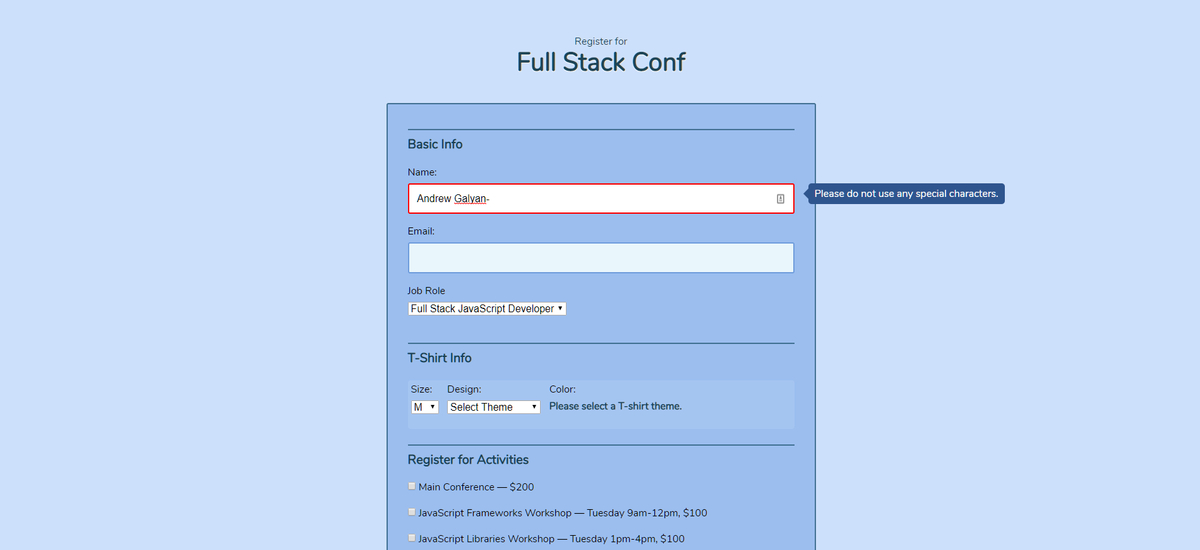 Register for
Full Stack Conf
Basic Info
Name:
Andrew Galyan-
Please do not use any special characters.
Email:
Job Role
Full Stack JavaScript Developer
T-Shirt Info
Size: Design: Color:
M Select Theme Please select a T-shirt theme.
Register for Activities
Main Conference — $200
JavaScript Frameworks Workshop — Tuesday 9am-12pm, $100
JavaScript Libraries Workshop — Tuesday 1pm-4pm, $100